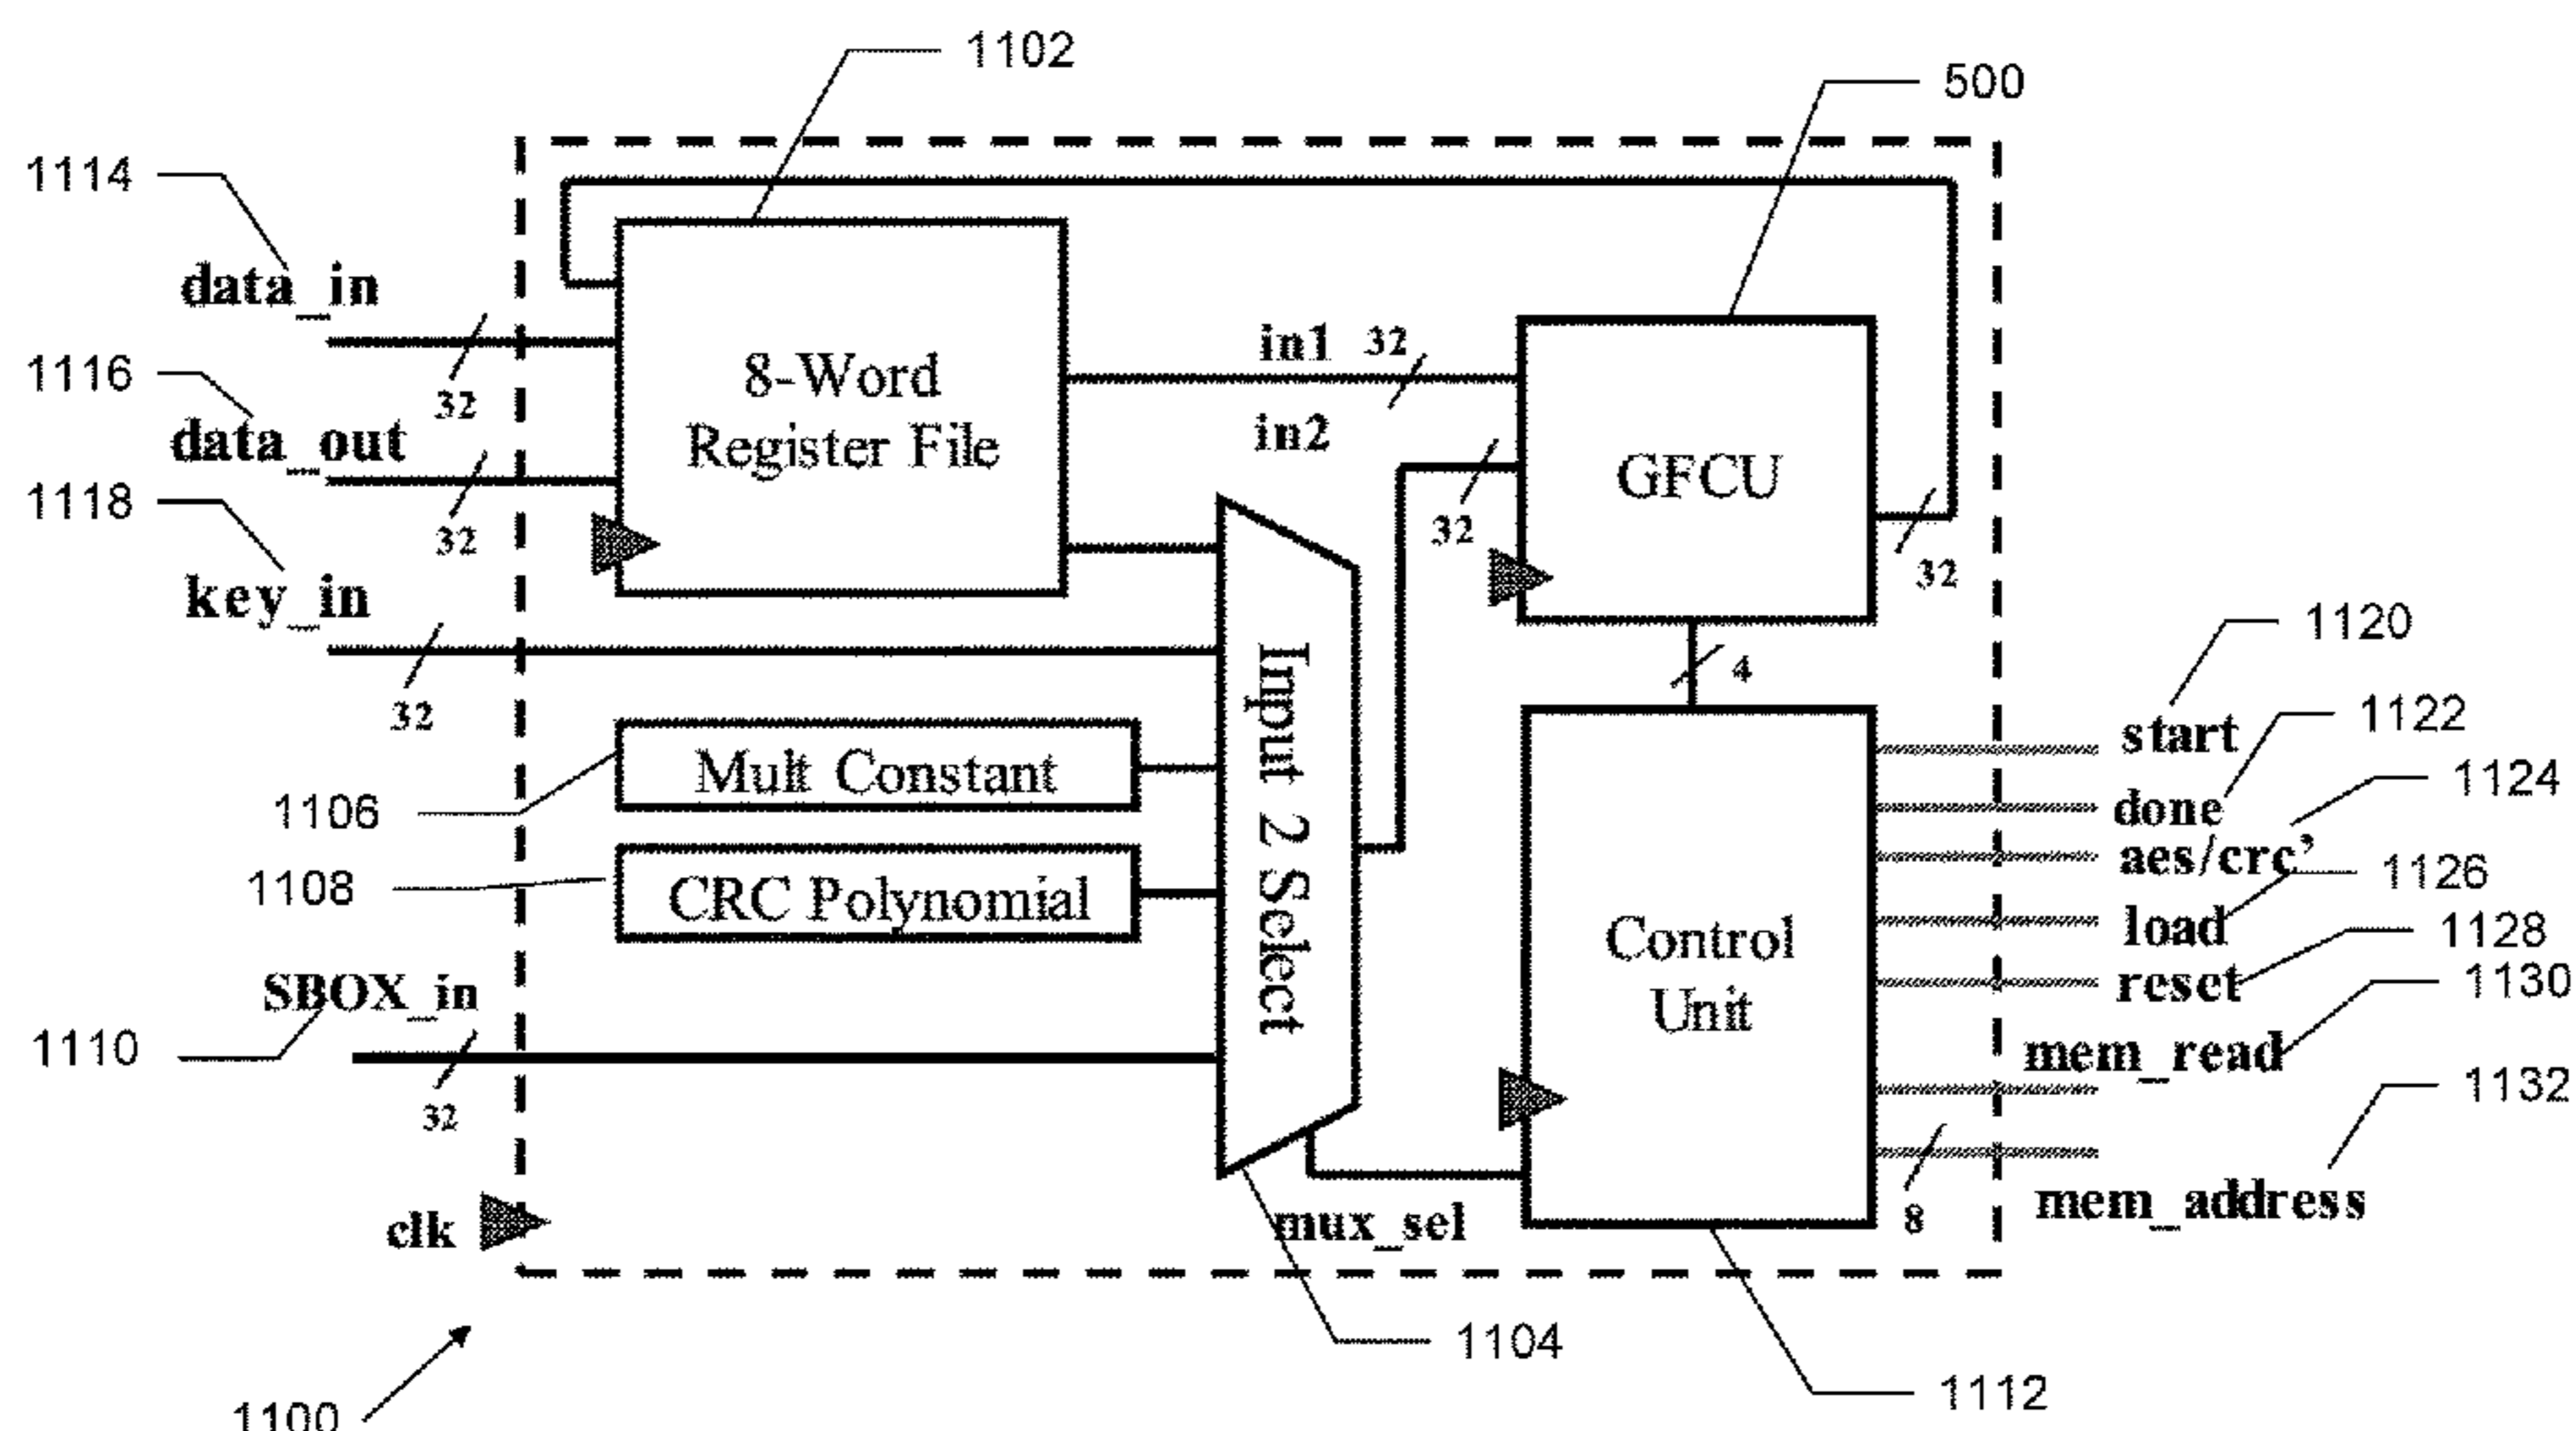 1102
500
1114
data_in
32
1116
data_out
32
1118
key_in
32
8-Word
Register File
in1 32
in2
32
GFCU
32
4
1120
start
1122
done
1124
aes/crc'
1126
load
1128
reset
1130
mem_read
1132
mem_address
8
Mult Constant
1106
CRC Polynomial
1108
Input 2 Select
Control
Unit
SBOX_in
1110
32
clk
mux_sel
1104
1112
1100